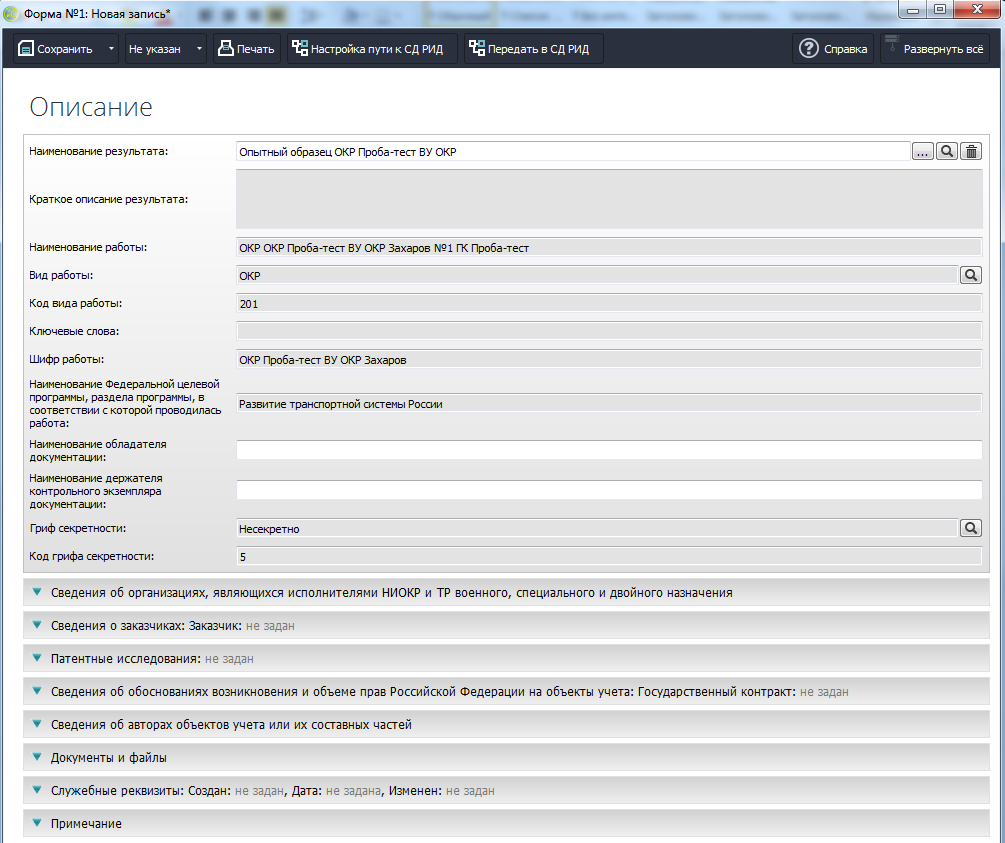 Форма №1: Новая запись*
Сохранить Не указан Печать Настройка пути к СД РИД Передать в СД РИД Справка Развернуть всё
Описание
Наименование результата: Опытный образец ОКР Проба-тест ВУ ОКР ...
Краткое описание результата:
Наименование работы: ОКР ОКР Проба-тест ВУ ОКР Захаров №1 ГК Проба-тест
Вид работы: ОКР
Код вида работы: 201
Ключевые слова:
Шифр работы: ОКР Проба-тест ВУ ОКР Захаров
Наименование Федеральной целевой
программы, раздела программы, в
соответствии с которой проводилась
работа:
Развитие транспортной системы России
Наименование обладателя
документации:
Наименование держателя
контрольного экземпляра
документации:
Гриф секретности: Несекретно
Код грифа секретности: 5
Сведения об организациях, являющихся исполнителями НИОКР и ТР военного, специального и двойного назначения
Сведения о заказчиках: Заказчик: не задан
Патентные исследования: не задан
Сведения об обоснованиях возникновения и объеме прав Российской Федерации на объекты учета: Государственный контракт: не задан
Сведения об авторах объектов учета или их составных частей
Документы и файлы
Служебные реквизиты: Создан: не задан, Дата: не задана, Изменен: не задан
Примечание